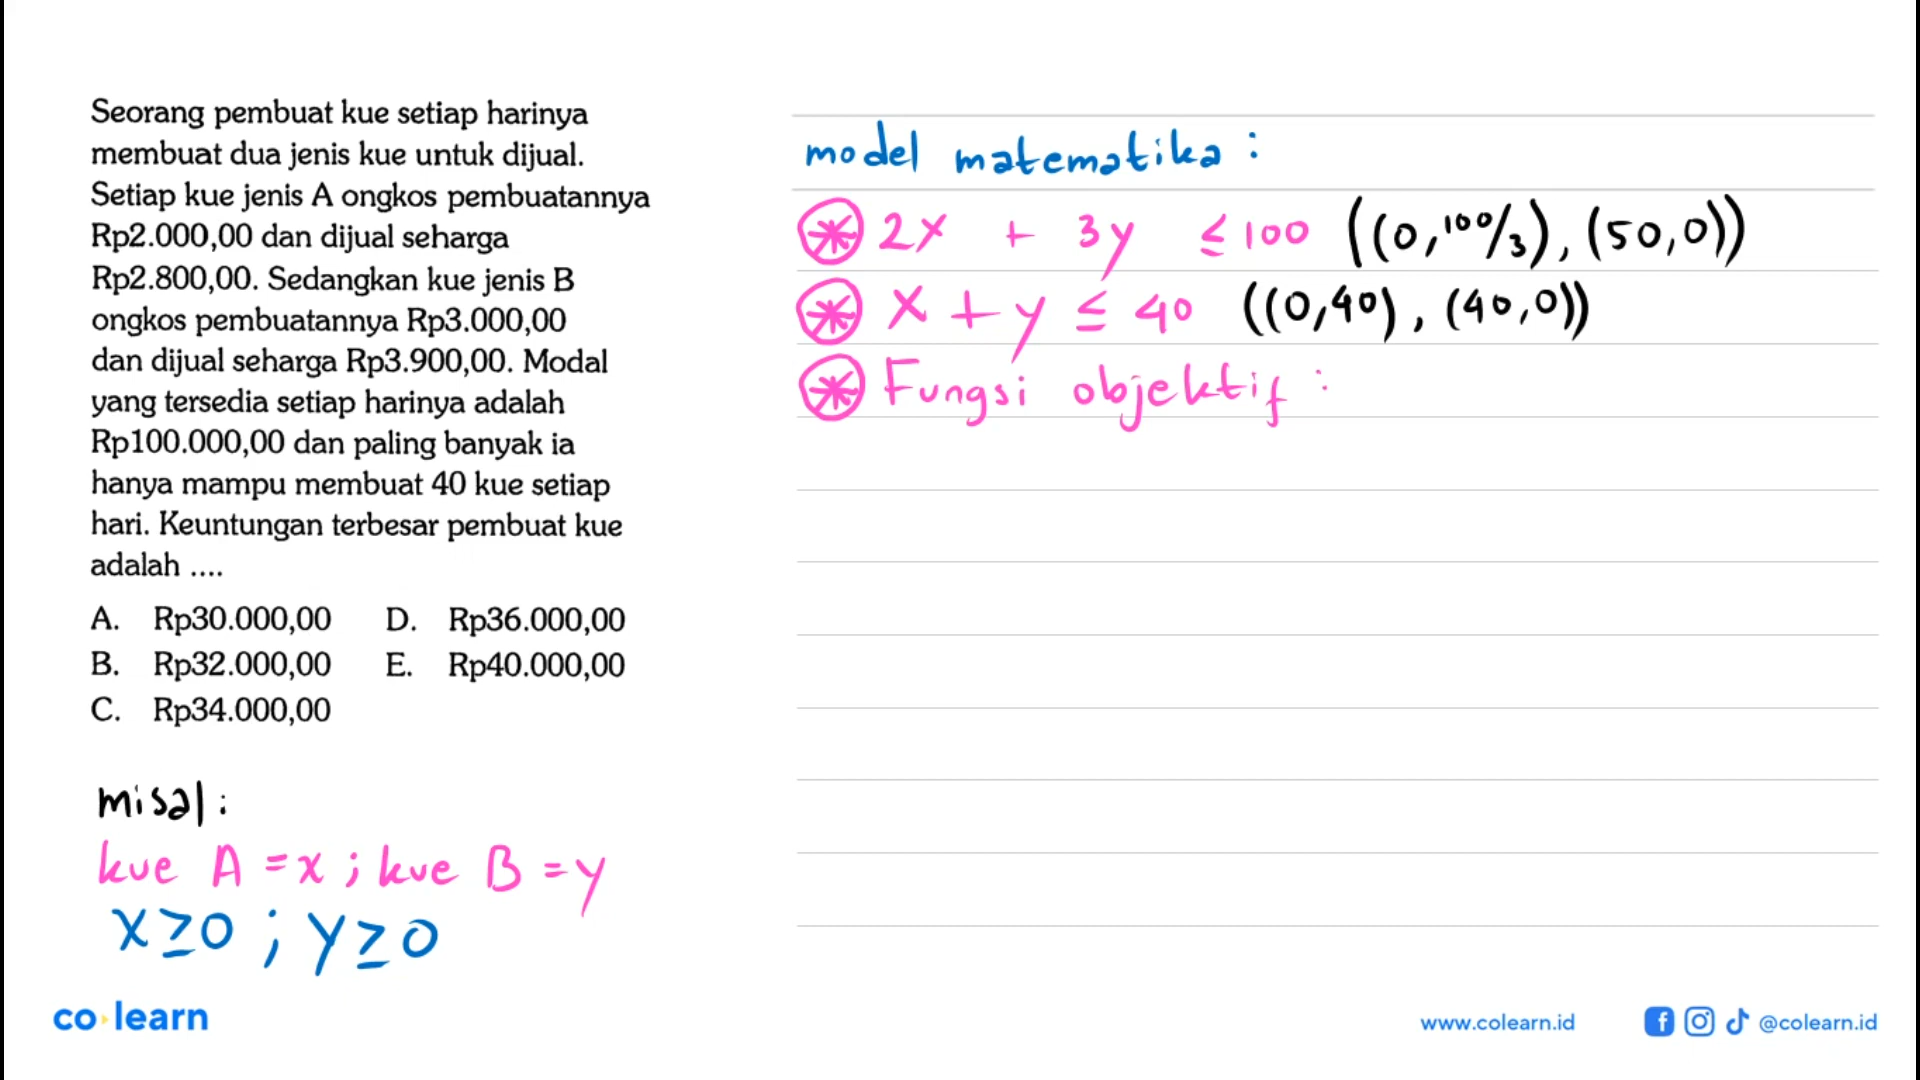 Seorang pembuat kue setiap harinya
membuat dua jenis kue untuk dijual.
Setiap kue jenis A ongkos pembuatannya
Rp2.000,00 dan dijual seharga
Rp2.800,00. Sedangkan kue jenis B
ongkos pembuatannya Rp3.000,00
dan dijual seharga Rp3.900,00. Modal
yang tersedia setiap harinya adalah
Rp100.000,00 dan paling banyak ia
hanya mampu membuat 40 kue setiap
hari. Keuntungan terbesar pembuat kue
adalah ....
A. Rp30.000,00 D. Rp36.000,00
B. Rp32.000,00 E. Rp40.000,00
C. Rp34.000,00
misal:
kue A = x ; kue B = y
x ≥ 0 ; y ≥ 0
model matematika :
⊛ 2x + 3y ≤ 100 ((0,100/3), (50,0))
⊛ x + y ≤ 40 ((0,40), (40,0))
⊛ Fungsi objektif :
co learn
www.colearn.id
@colearn.id